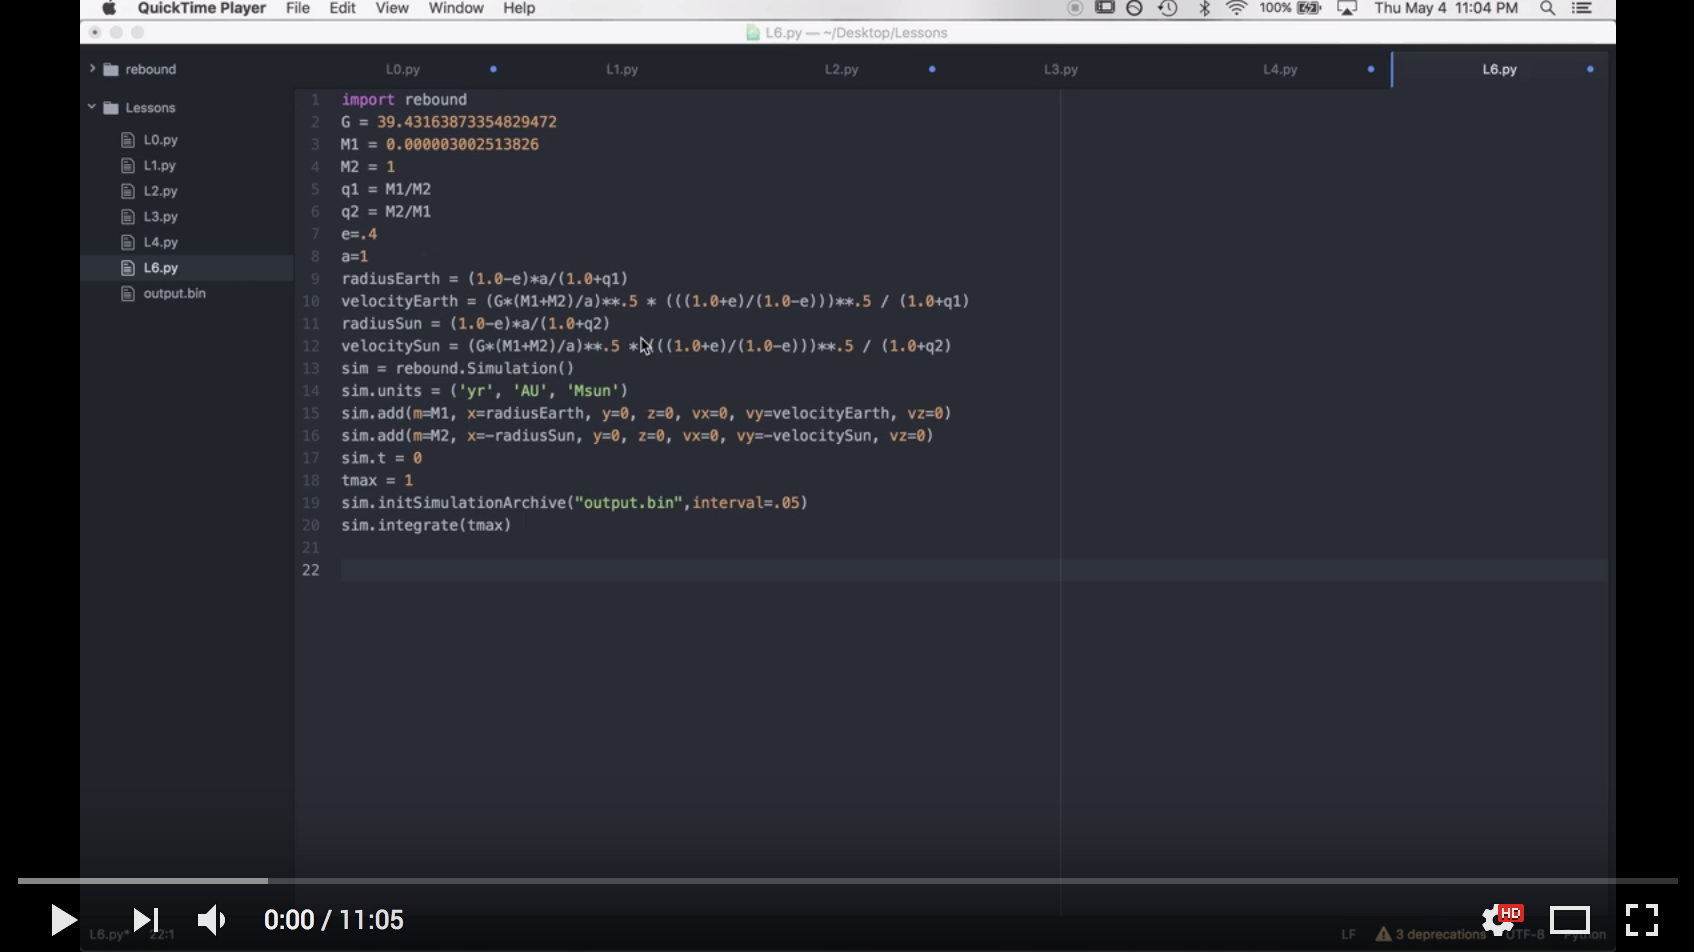 QuickTime Player File Edit View Window Help 100% Thu May 4 11:04 PM
L6.py — ~/Desktop/Lessons
rebound L0.py L1.py L2.py L3.py L4.py L6.py
Lessons
L0.py
L1.py
L2.py
L3.py
L4.py
L6.py
output.bin
1 import rebound
2 G = 39.43163873354829472
3 M1 = 0.000003002513826
4 M2 = 1
5 q1 = M1/M2
6 q2 = M2/M1
7 e=.4
8 a=1
9 radiusEarth = (1.0-e)*a/(1.0+q1)
10 velocityEarth = (G*(M1+M2)/a)**.5 * (((1.0+e)/(1.0-e)))**.5 / (1.0+q1)
11 radiusSun = (1.0-e)*a/(1.0+q2)
12 velocitySun = (G*(M1+M2)/a)**.5 * (((1.0+e)/(1.0-e)))**.5 / (1.0+q2)
13 sim = rebound.Simulation()
14 sim.units = ('yr', 'AU', 'Msun')
15 sim.add(m=M1, x=radiusEarth, y=0, z=0, vx=0, vy=velocityEarth, vz=0)
16 sim.add(m=M2, x=-radiusSun, y=0, z=0, vx=0, vy=-velocitySun, vz=0)
17 sim.t = 0
18 tmax = 1
19 sim.initSimulationArchive("output.bin",interval=.05)
20 sim.integrate(tmax)
21
22
0:00 / 11:05 HD
L6.py* 22:1 LF 3 deprecations UTF-8 Python